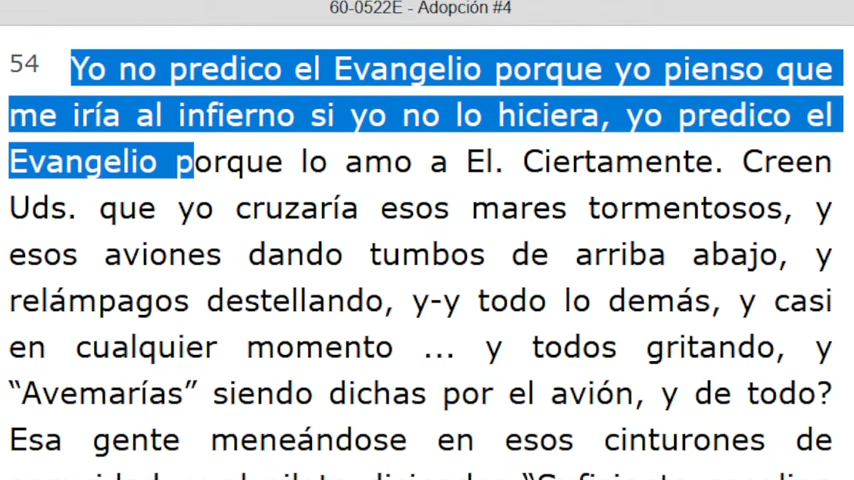 60-0522E - Adopción #4
54 Yo no predico el Evangelio porque yo pienso que
me iría al infierno si yo no lo hiciera, yo predico el
Evangelio porque lo amo a El. Ciertamente. Creen
Uds. que yo cruzaría esos mares tormentosos, y
esos aviones dando tumbos de arriba abajo, y
relámpagos destellando, y-y todo lo demás, y casi
en cualquier momento ... y todos gritando, y
“Avemarías” siendo dichas por el avión, y de todo?
Esa gente meneándose en esos cinturones de